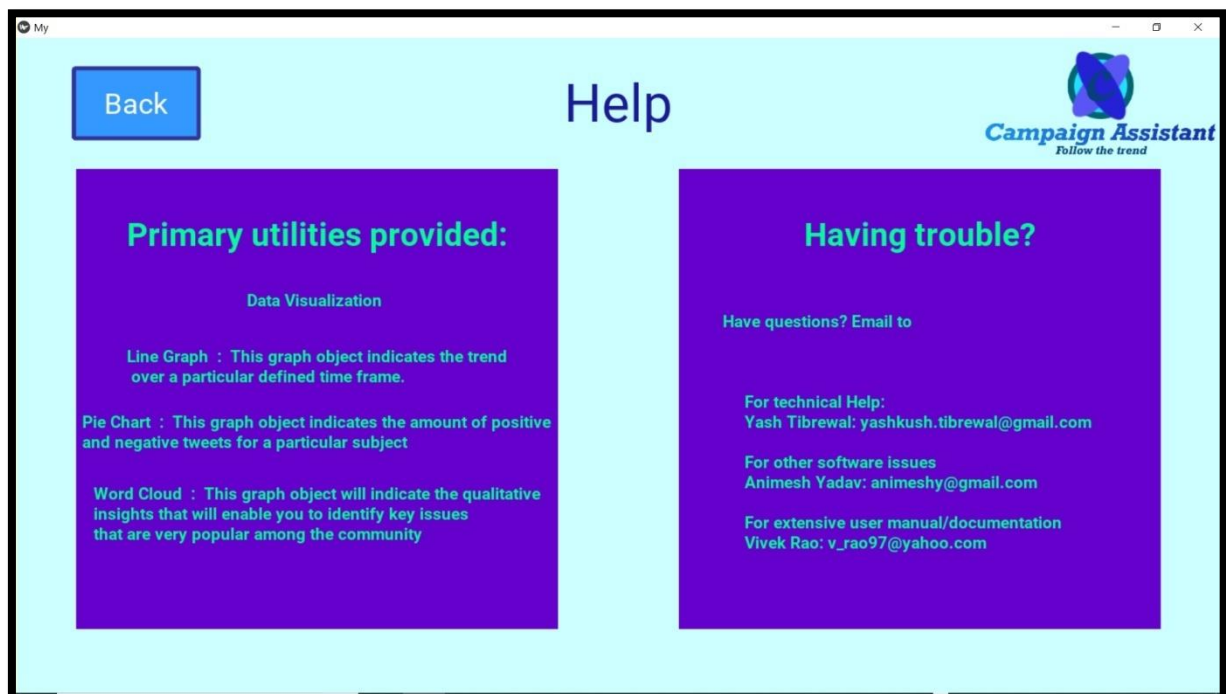 My
Back
Help
Campaign Assistant
Follow the trend
Primary utilities provided:
Data Visualization
Line Graph : This graph object indicates the trend
over a particular defined time frame.
Pie Chart : This graph object indicates the amount of positive
and negative tweets for a particular subject
Word Cloud : This graph object will indicate the qualitative
insights that will enable you to identify key issues
that are very popular among the community
Having trouble?
Have questions? Email to
For technical Help:
Yash Tibrewal: yashkush.tibrewal@gmail.com
For other software issues
Animesh Yadav: animeshy@gmail.com
For extensive user manual/documentation
Vivek Rao: v_rao97@yahoo.com